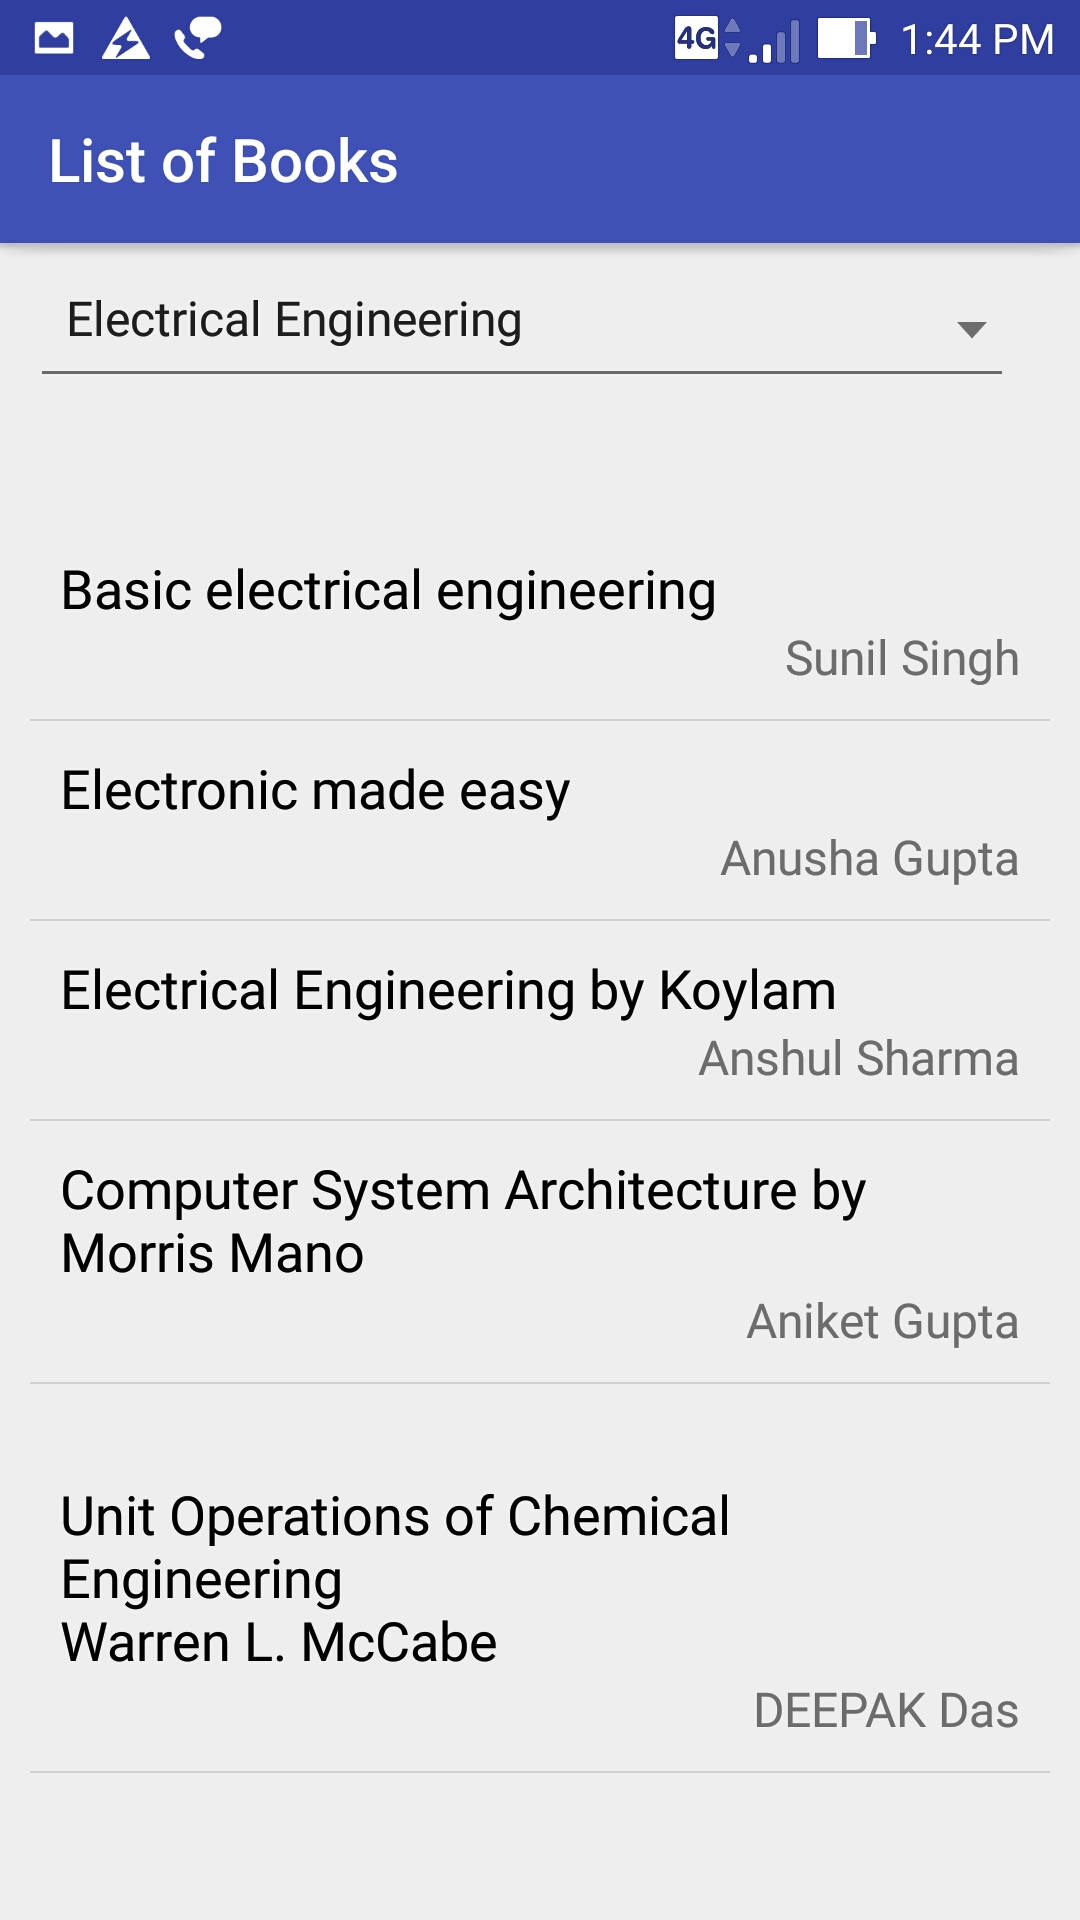 4G 1:44 PM
List of Books
Electrical Engineering
Basic electrical engineering
Sunil Singh
Electronic made easy
Anusha Gupta
Electrical Engineering by Koylam
Anshul Sharma
Computer System Architecture by
Morris Mano
Aniket Gupta
Unit Operations of Chemical
Engineering
Warren L. McCabe
DEEPAK Das